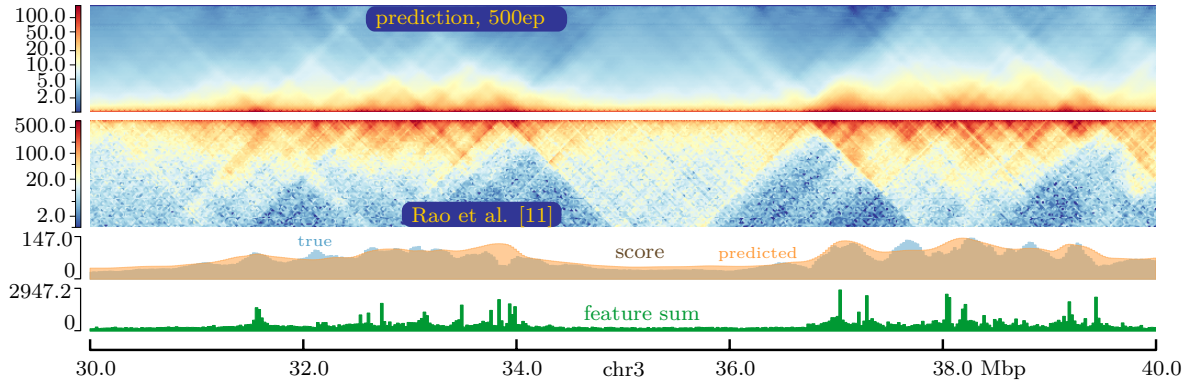 100.0
prediction, 500ep
50.0
20.0
10.0
5.0
2.0
500.0
100.0
20.0
2.0
Rao et al. [11]
147.0
true
score
predicted
0
2947.2
feature sum
0
30.0
32.0
34.0
chr3
36.0
38.0 Mbp
40.0